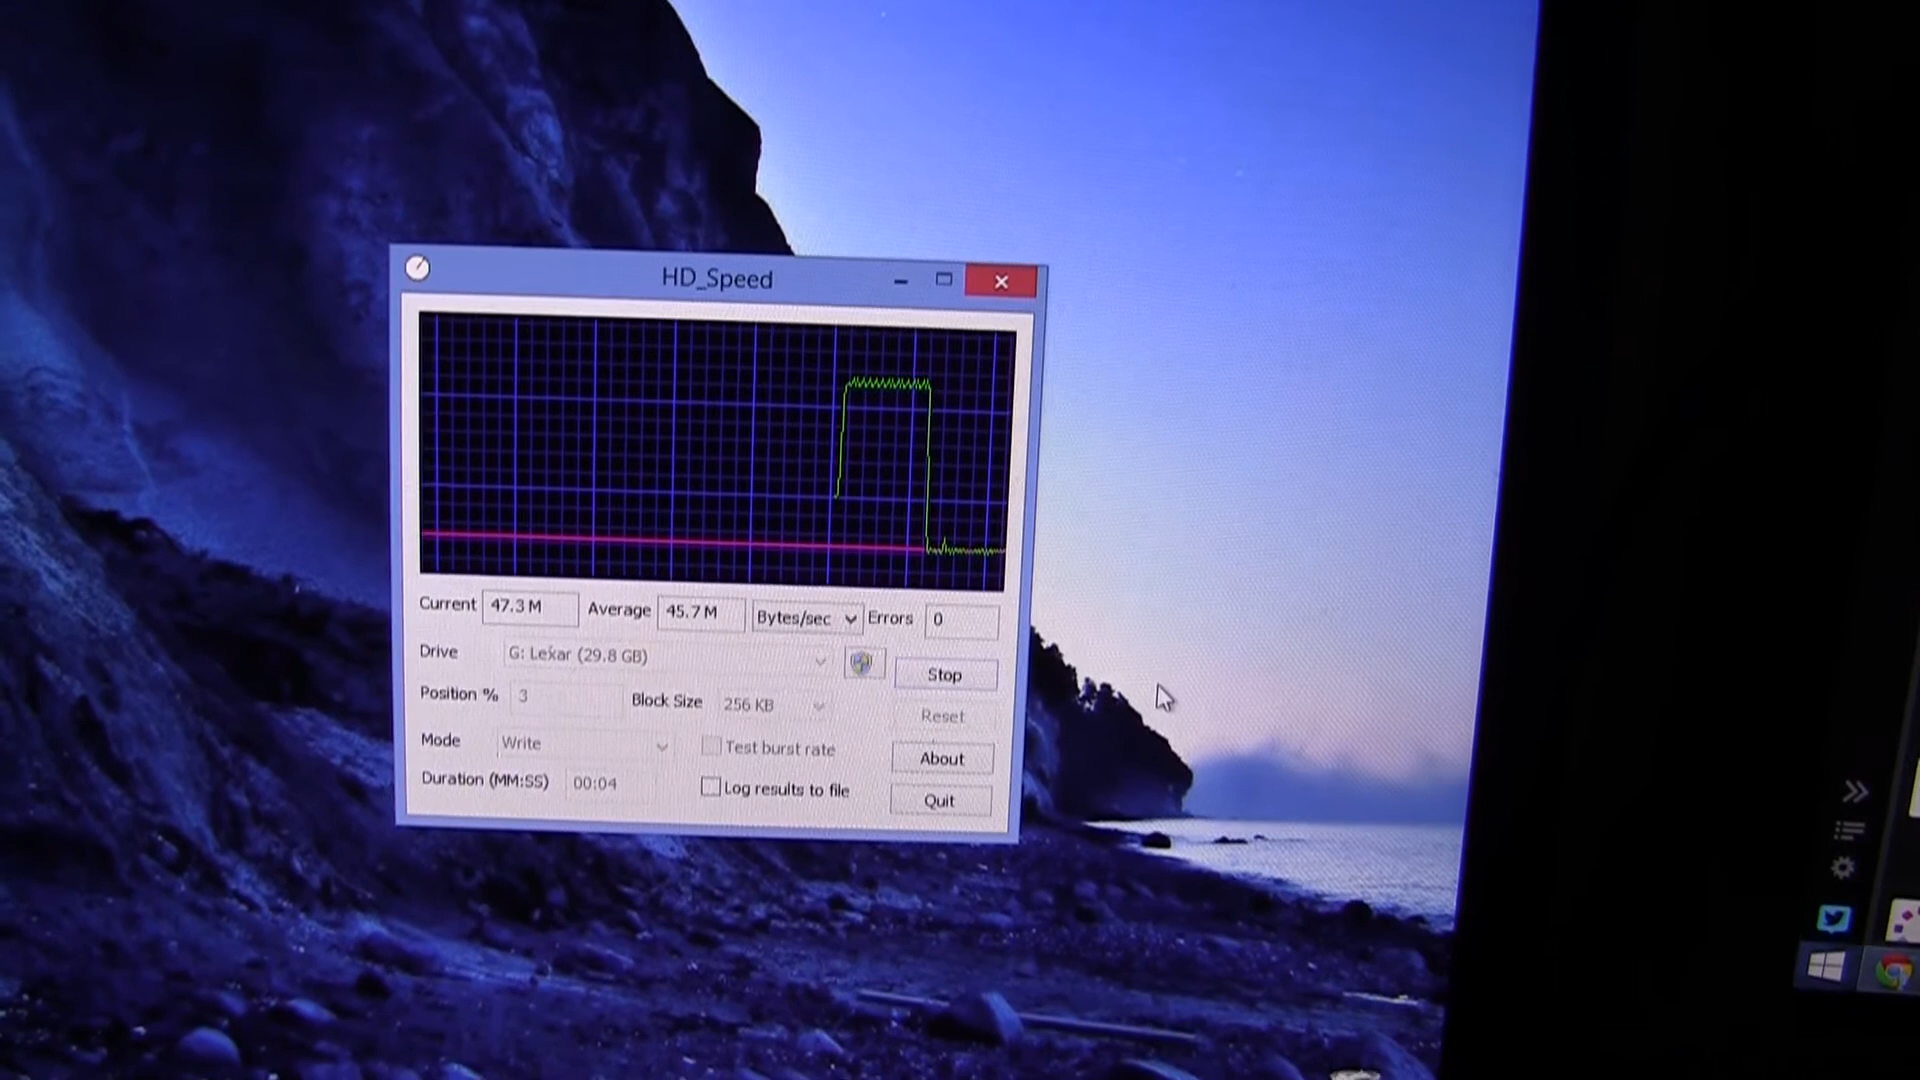 HD_Speed
Current 47.3 M Average 45.7 M Bytes/sec Errors 0
Drive G: Lexar (29.8 GB) Stop
Position % 3 Block Size 256 KB Reset
Mode Write Test burst rate About
Duration (MM:SS) 00:04 Log results to file Quit